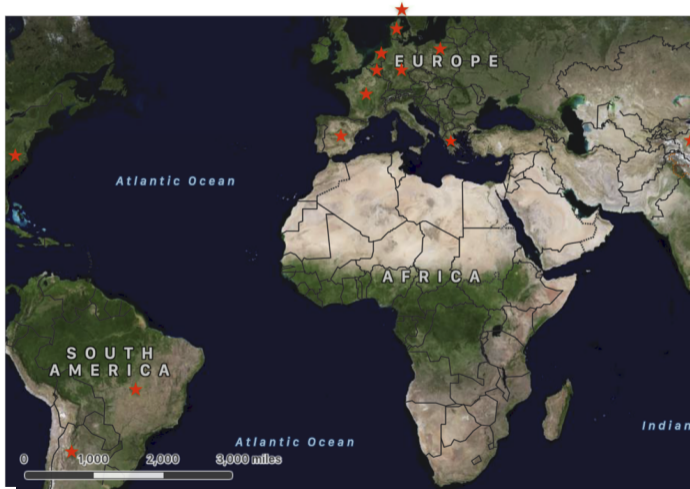 EUROPE
Atlantic Ocean
AFRICA
SOUTH
AMERICA
Indian
Atlantic Ocean
0 1,000 2,000 3,000 miles